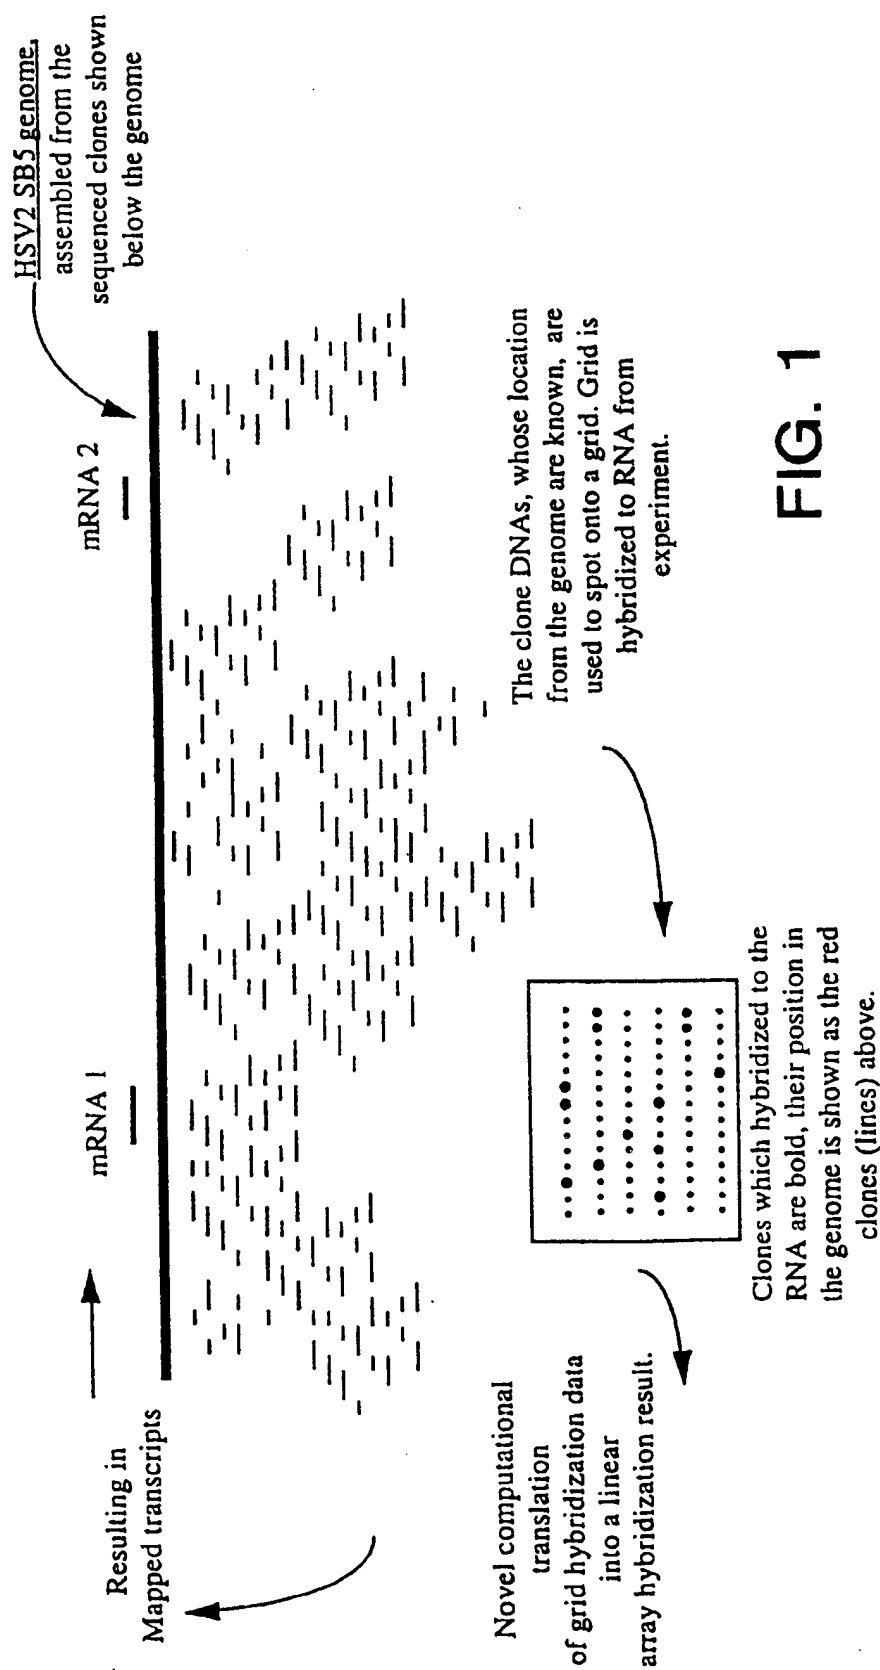 HSV2 SB5 genome,
assembled from the
sequenced clones shown
below the genome
mRNA 1
mRNA 2
Resulting in
Mapped transcripts
The clone DNAs, whose location
from the genome are known, are
used to spot onto a grid. Grid is
hybridized to RNA from
experiment.
Clones which hybridized to the
RNA are bold, their position in
the genome is shown as the red
clones (lines) above.
Novel computational
translation
of grid hybridization data
into a linear
array hybridization result.
FIG. 1